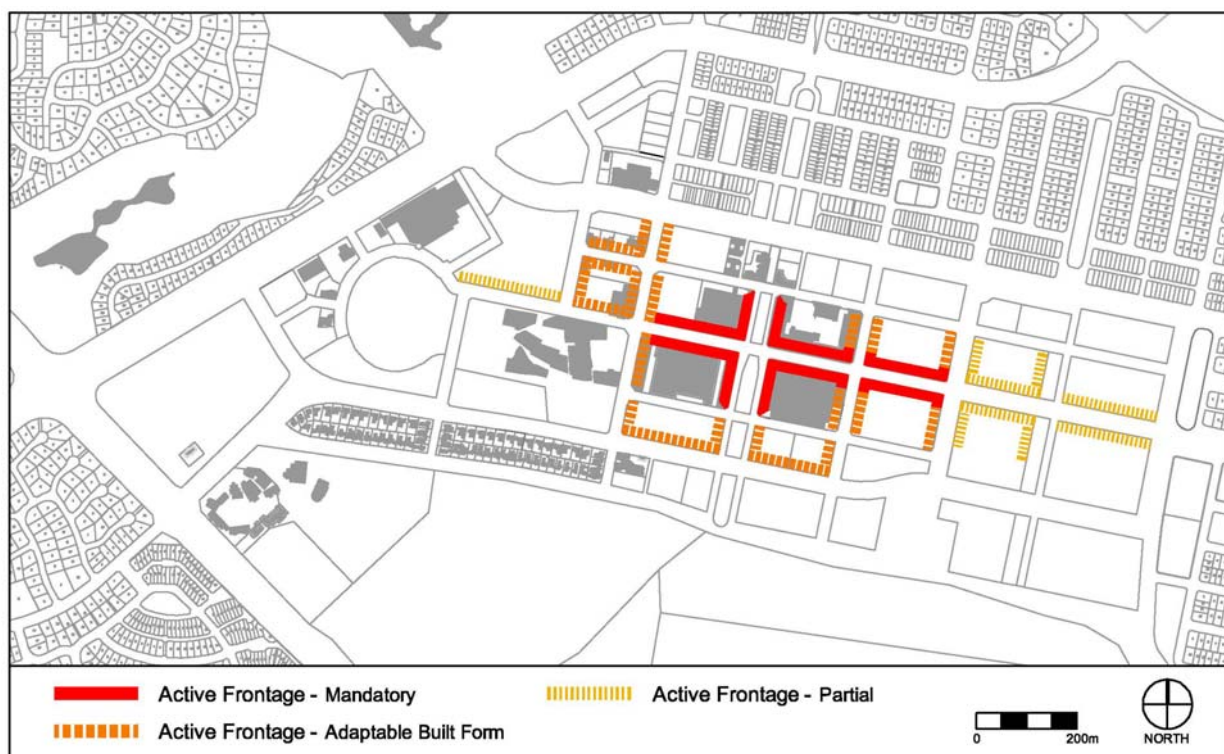 Active Frontage - Mandatory
Active Frontage - Partial
Active Frontage - Adaptable Built Form
0 200m
NORTH